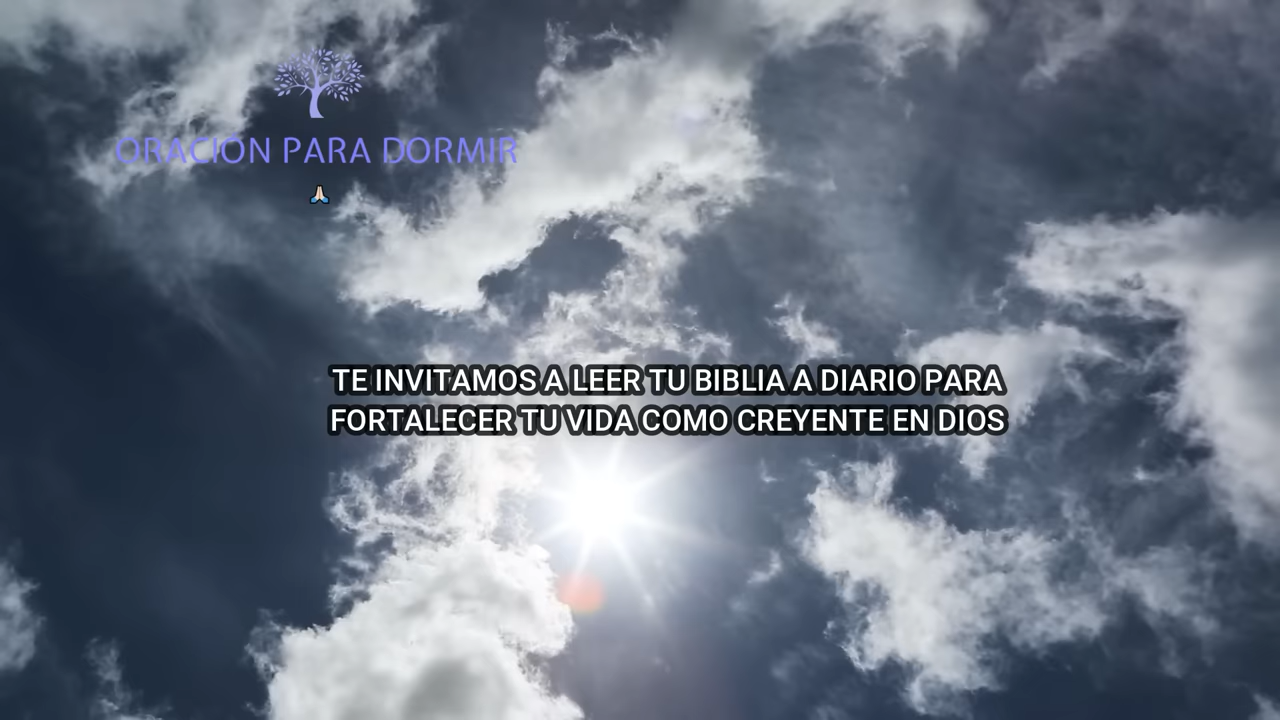 ORACIÓN PARA DORMIR
🙏🏻
TE INVITAMOS A LEER TU BIBLIA A DIARIO PARA
FORTALECER TU VIDA COMO CREYENTE EN DIOS